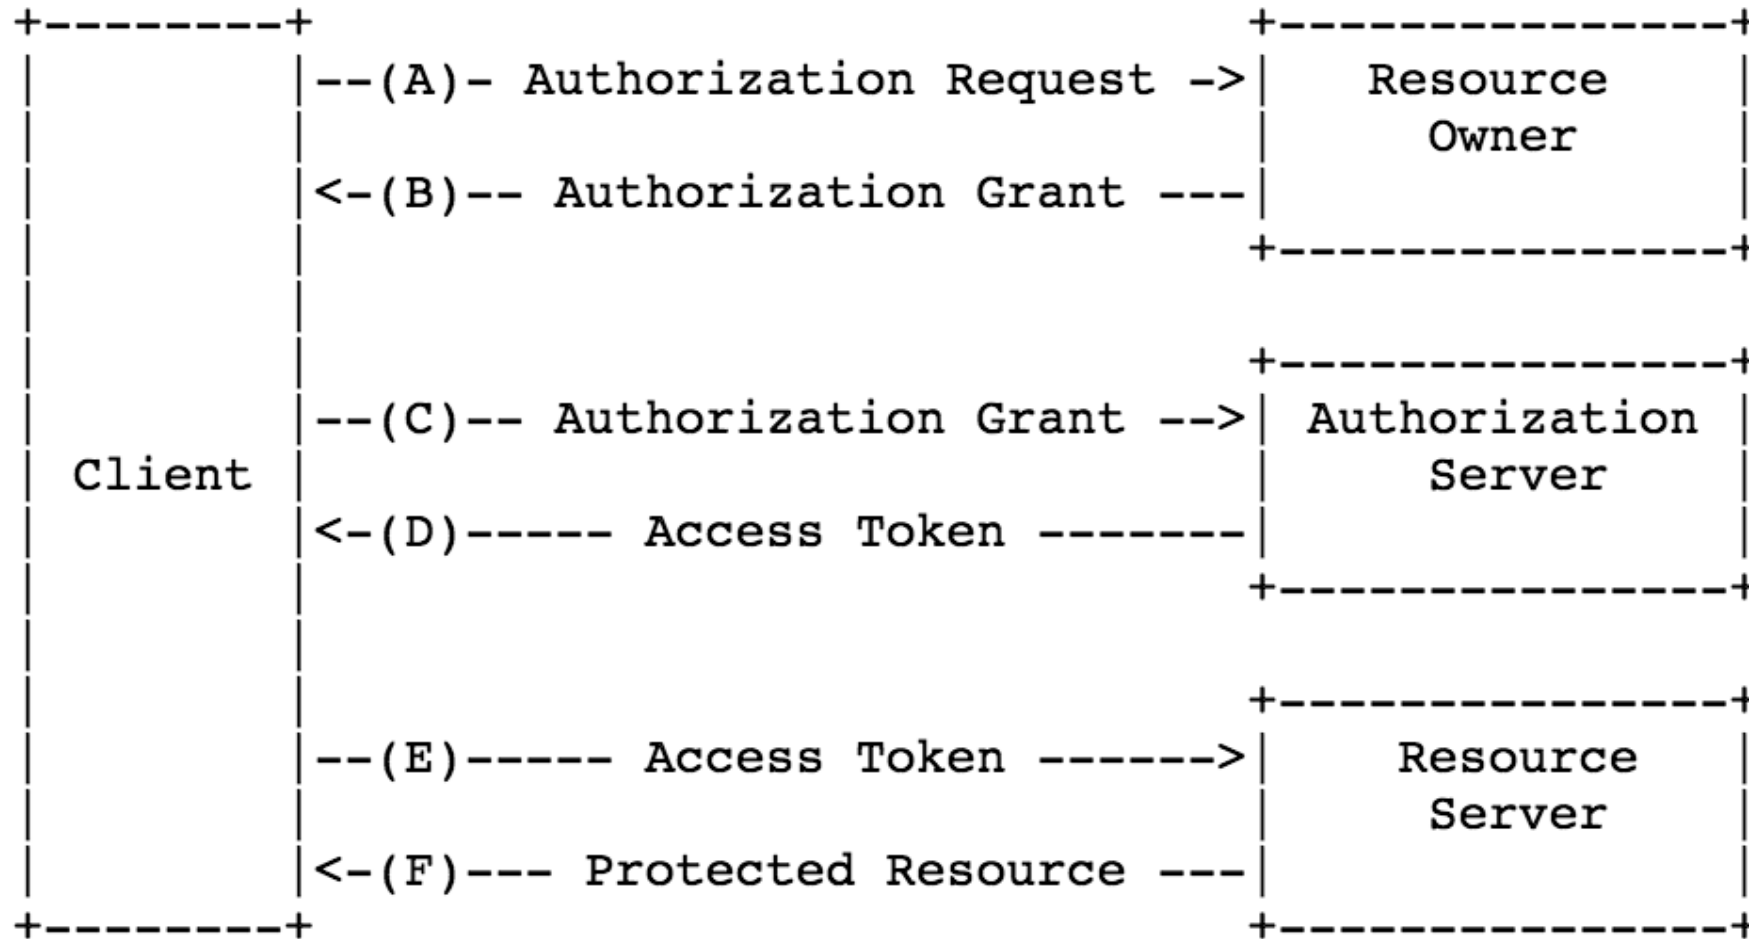 +--------+                               +---------------+
|        |--(A)- Authorization Request ->|   Resource    |
|        |                               |     Owner     |
|        |<-(B)-- Authorization Grant ---|               |
|        |                               +---------------+
|        |
|        |                               +---------------+
|        |--(C)-- Authorization Grant -->| Authorization |
| Client |                               |     Server    |
|        |<-(D)----- Access Token -------|               |
|        |                               +---------------+
|        |
|        |                               +---------------+
|        |--(E)----- Access Token ------>|    Resource   |
|        |                               |     Server    |
|        |<-(F)--- Protected Resource ---|               |
+--------+                               +---------------+